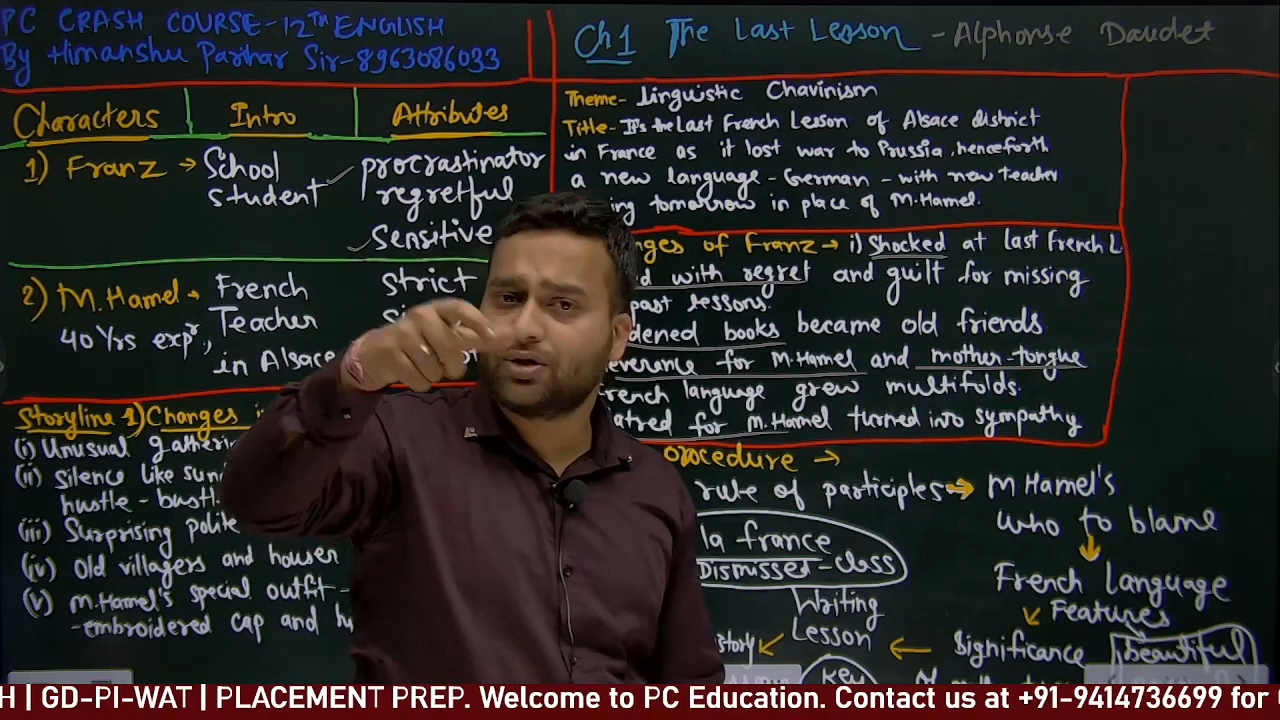 PC CRASH COURSE-12TH ENGLISH
By Himanshu Parihar Sir-8963086033
Ch1 The Last Lesson - Alphonse Daudet
Characters Intro Attributes
1) Franz → School student procrastinator
regretful
Sensitive
2) M.Hamel → French Teacher in Alsace
40 Yrs exp,
Strict
Theme- Linguistic Chavinism
Title- It's the Last French Lesson of Alsace district
in France as it lost war to Prussia, henceforth
a new language - German - with new teacher
tomorrow in place of M.Hamel.
of Franz → i) Shocked at last French L
with regret and guilt for missing
past lessons.
books became old friends
for M.Hamel and mother-tongue
language grew multifolds.
for M.Hamel turned into sympathy
Storyline 1) Changes
(i) Unusual
(ii) Silence like
hustle-
(iii) Surprising
(iv) Old villagers and houser
(v) M.Hamel's special outfit-
-embroidered cap and
→
rule of participles → M Hamel's
who to blame
la france
Dismissed-class
French language
Features
Writing
Lesson ← Significance beautiful
Key
H | GD-PI-WAT | PLACEMENT PREP. Welcome to PC Education. Contact us at +91-9414736699 for